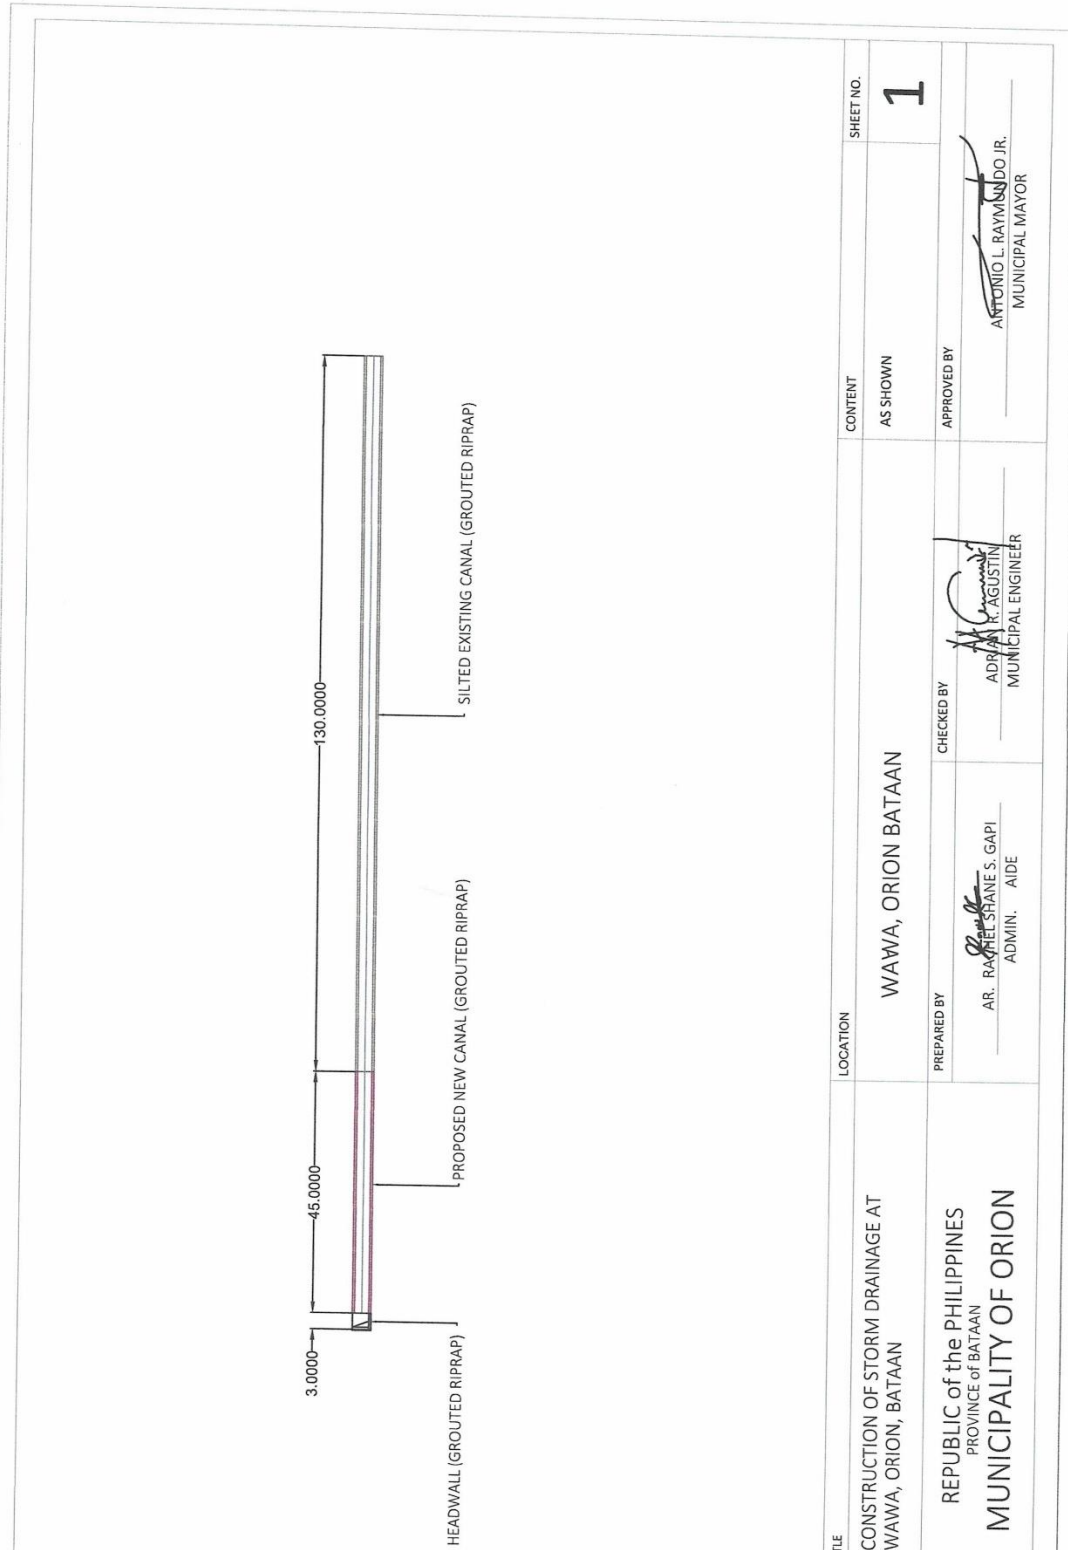 3.0000
45.0000
130.0000
HEADWALL (GROUTED RIPRAP)
PROPOSED NEW CANAL (GROUTED RIPRAP)
SILTED EXISTING CANAL (GROUTED RIPRAP)
TLE
CONSTRUCTION OF STORM DRAINAGE AT
WAWA, ORION, BATAAN
LOCATION
WAWA, ORION BATAAN
CONTENT
AS SHOWN
SHEET NO.
1
REPUBLIC of the PHILIPPINES
PROVINCE of BATAAN
MUNICIPALITY OF ORION
PREPARED BY
AR. RACHEL SHANE S. GAPI
ADMIN. AIDE
CHECKED BY
ADRIAN R. AGUSTIN
MUNICIPAL ENGINEER
APPROVED BY
ANTONIO L. RAYMUNDO JR.
MUNICIPAL MAYOR